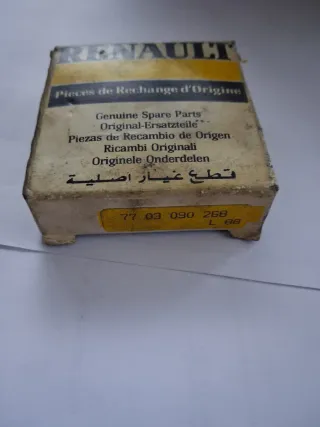 RENAULT
Pièces de Rechange d'Origine
Genuine Spare Parts
Original-Ersatzteile
Piezas de Recambio de Origen
Ricambi Originali
Originele Onderdelen
قطع غيار اصلية
77 03 090 268